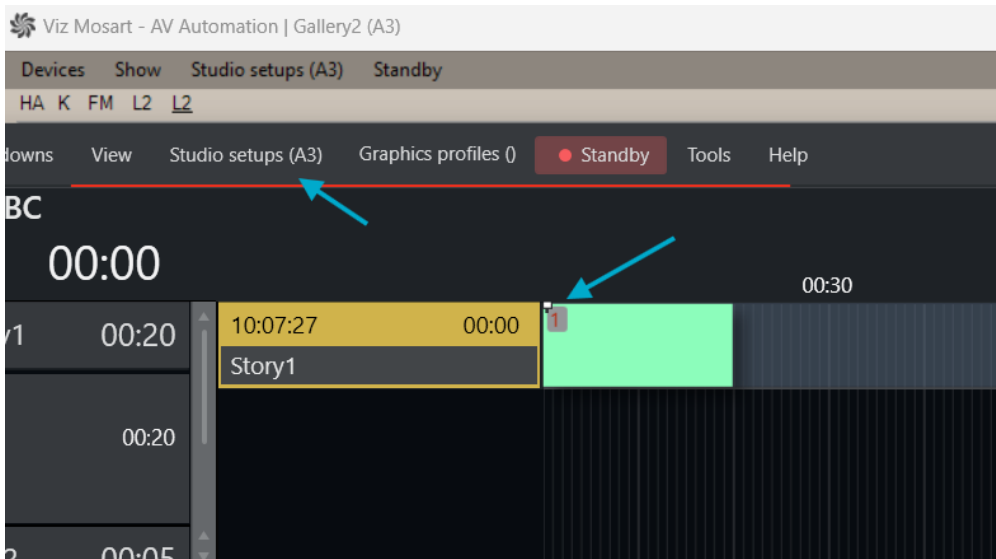 Viz Mosart - AV Automation | Gallery2 (A3)
Devices Show Studio setups (A3) Standby
HA K FM L2 L2
downs View Studio setups (A3) Graphics profiles () Standby Tools Help
BC
00:00
00:30
y1 00:20 10:07:27 00:00 1
Story1
00:20
2 00:05